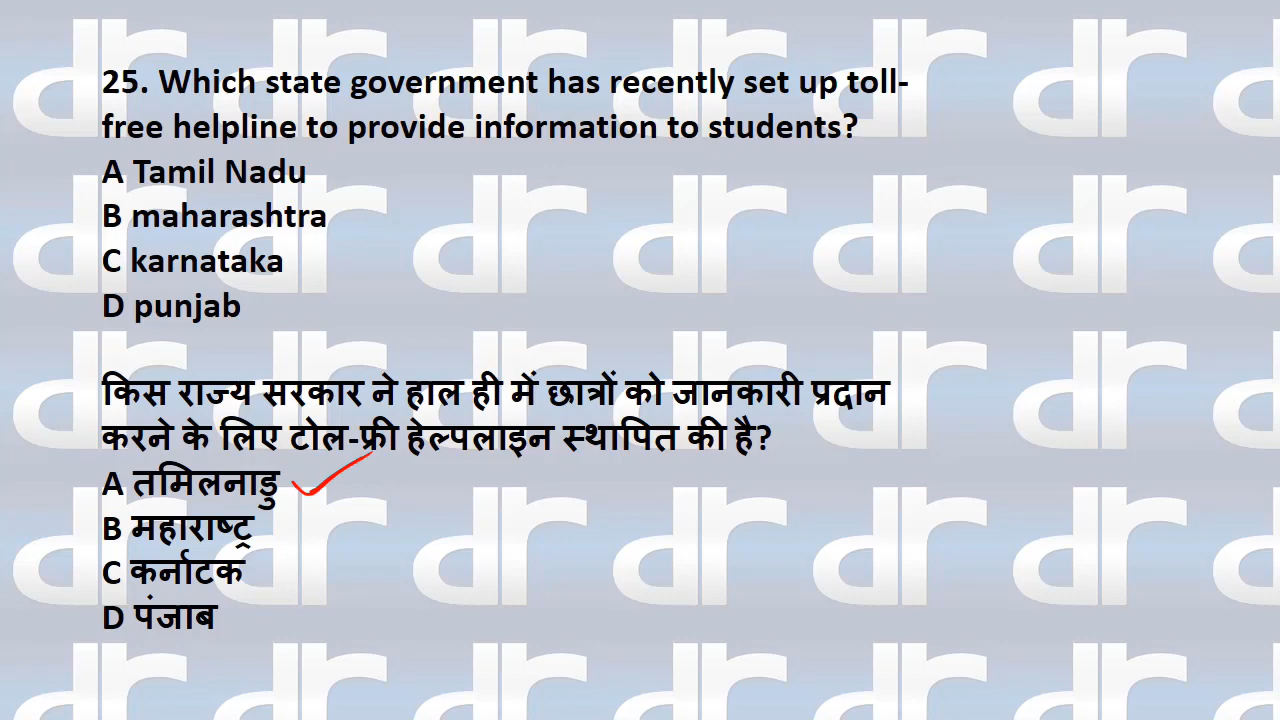 25. Which state government has recently set up toll-
free helpline to provide information to students?
A Tamil Nadu
B maharashtra
C karnataka
D punjab
किस राज्य सरकार ने हाल ही में छात्रों को जानकारी प्रदान
करने के लिए टोल-फ्री हेल्पलाइन स्थापित की है?
A तमिलनाडु
B महाराष्ट्र
C कर्नाटक
D पंजाब